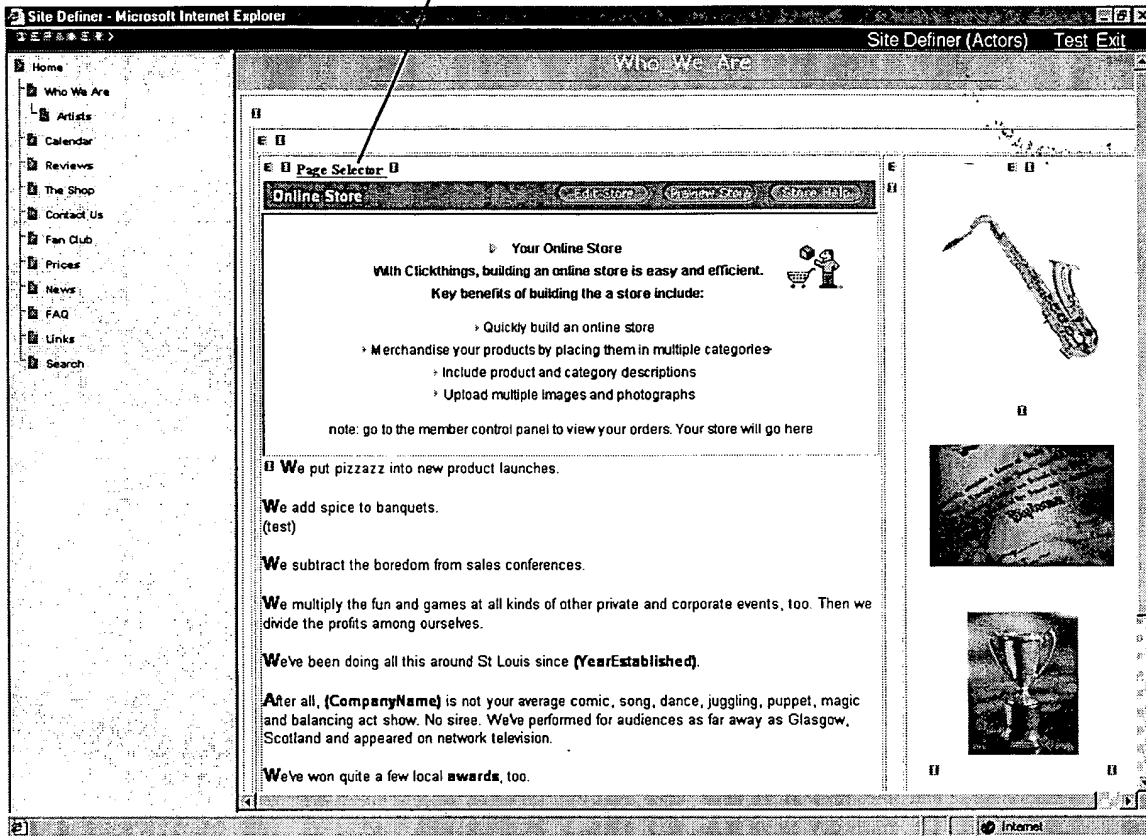 Site Definer - Microsoft Internet Explorer
Site Definer (Actors) Test Exit
Home
Who We Are
Artists
Calendar
Reviews
The Shop
Contact Us
Fan Club
Prices
News
FAQ
Links
Search
Who_We_Are
Page Selector
Online Store
Edit Store
Preview Store
Store Help
Your Online Store
With Clickthings, building an online store is easy and efficient.
Key benefits of building the a store include:
Quickly build an online store
Merchandise your products by placing them in multiple categories
Include product and category descriptions
Upload multiple images and photographs
note: go to the member control panel to view your orders. Your store will go here
We put pizzazz into new product launches.
We add spice to banquets.
(test)
We subtract the boredom from sales conferences.
We multiply the fun and games at all kinds of other private and corporate events, too. Then we
divide the profits among ourselves.
We've been doing all this around St Louis since (YearEstablished).
After all, (CompanyName) is not your average comic, song, dance, juggling, puppet, magic
and balancing act show. No siree. We've performed for audiences as far away as Glasgow,
Scotland and appeared on network television.
We've won quite a few local awards, too.
Diploma
Internet